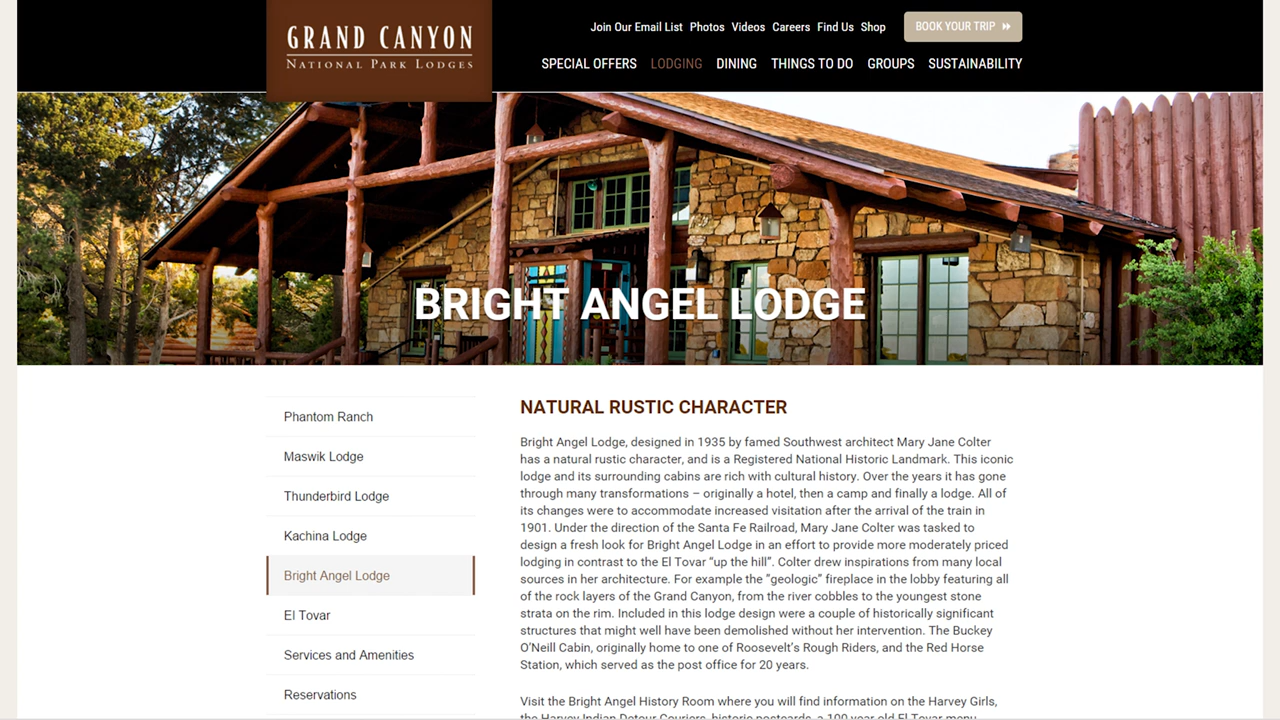 GRAND CANYON
NATIONAL PARK LODGES
Join Our Email List Photos Videos Careers Find Us Shop BOOK YOUR TRIP
SPECIAL OFFERS LODGING DINING THINGS TO DO GROUPS SUSTAINABILITY
BRIGHT ANGEL LODGE
Phantom Ranch
Maswik Lodge
Thunderbird Lodge
Kachina Lodge
Bright Angel Lodge
El Tovar
Services and Amenities
Reservations
NATURAL RUSTIC CHARACTER
Bright Angel Lodge, designed in 1935 by famed Southwest architect Mary Jane Colter
has a natural rustic character, and is a Registered National Historic Landmark. This iconic
lodge and its surrounding cabins are rich with cultural history. Over the years it has gone
through many transformations – originally a hotel, then a camp and finally a lodge. All of
its changes were to accommodate increased visitation after the arrival of the train in
1901. Under the direction of the Santa Fe Railroad, Mary Jane Colter was tasked to
design a fresh look for Bright Angel Lodge in an effort to provide more moderately priced
lodging in contrast to the El Tovar “up the hill”. Colter drew inspirations from many local
sources in her architecture. For example the “geologic” fireplace in the lobby featuring all
of the rock layers of the Grand Canyon, from the river cobbles to the youngest stone
strata on the rim. Included in this lodge design were a couple of historically significant
structures that might well have been demolished without her intervention. The Buckey
O’Neill Cabin, originally home to one of Roosevelt’s Rough Riders, and the Red Horse
Station, which served as the post office for 20 years.
Visit the Bright Angel History Room where you will find information on the Harvey Girls,
the Harvey Indian Detour Couriers, historic postcards, a 100 year old El Tovar menu